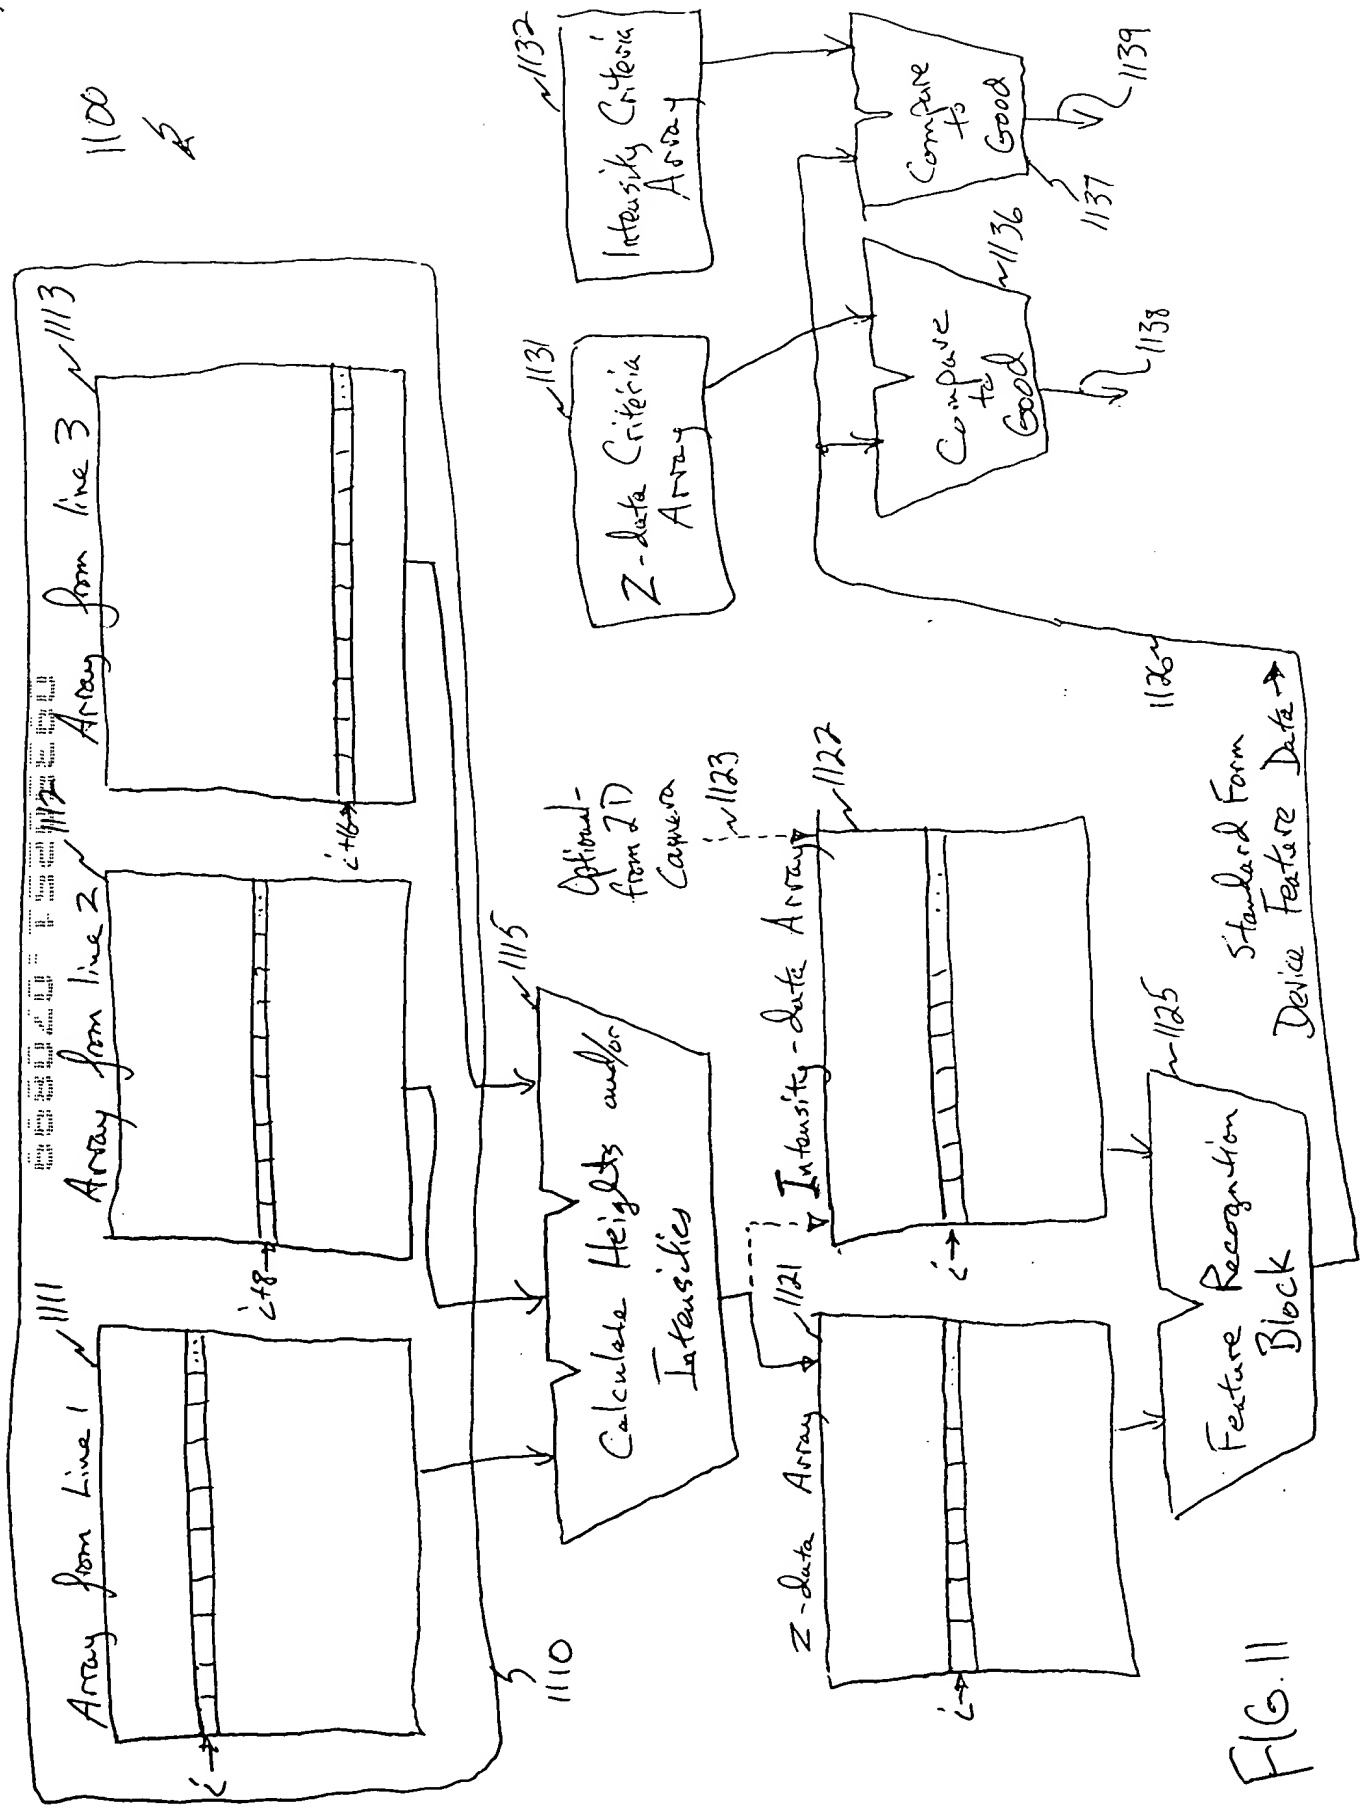 1100
Array from Line 1
1111
Array from line 2
1112
Array from line 3
1113
i→
i+8→
i+16→
1110
Calculate Heights and/or
Intensities
1115
Optional-
from 2D
Camera
1123
Z-data Array
1121
Intensity-data Array
1122
i→
i→
Feature Recognition
Block
1125
Standard Form
Device Feature Data→
1126
Z-data Criteria
Array
1131
Intensity Criteria
Array
1132
Compare
to
Good
1136
Compare
to
Good
1137
1138
1139
FIG.11